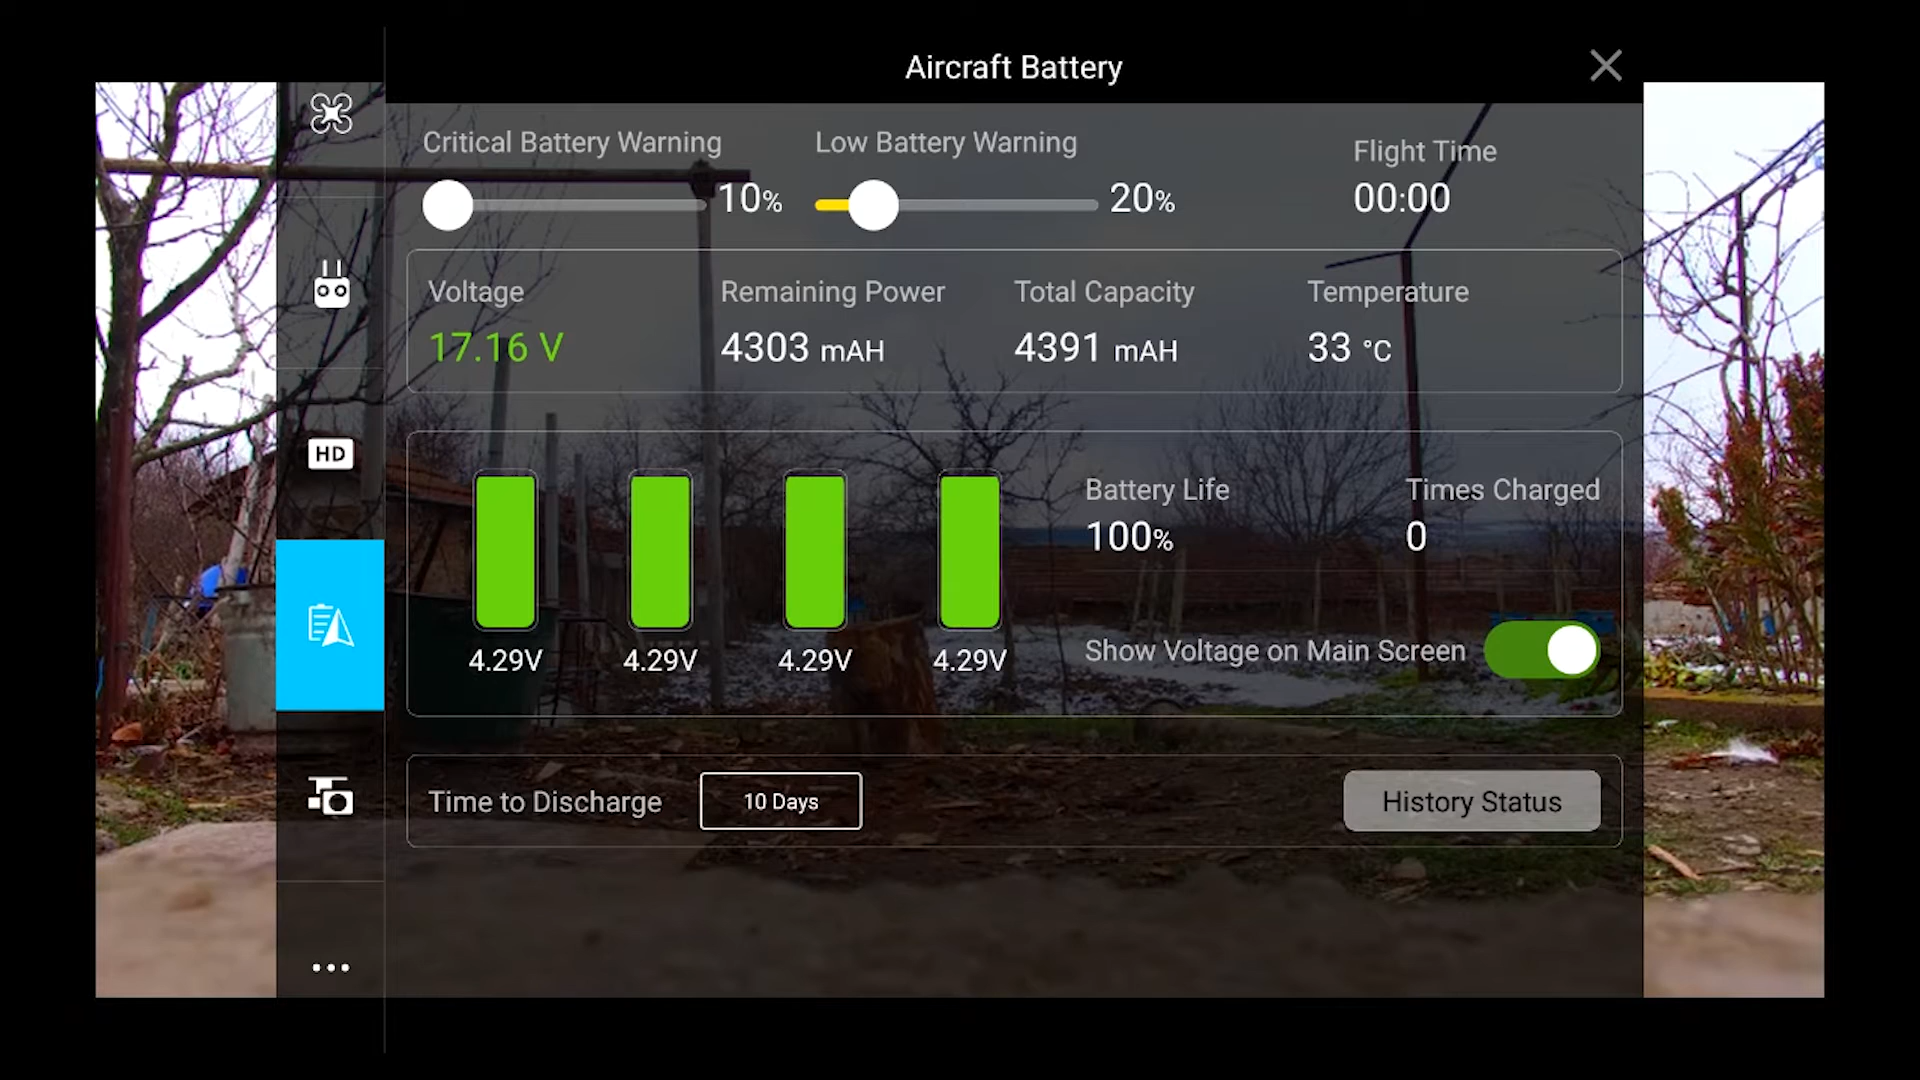 Aircraft Battery
Critical Battery Warning
10%
Low Battery Warning
20%
Flight Time
00:00
Voltage
17.16 V
Remaining Power
4303 mAH
Total Capacity
4391 mAH
Temperature
33 °C
HD
4.29V
4.29V
4.29V
4.29V
Battery Life
100%
Times Charged
0
Show Voltage on Main Screen
Time to Discharge
10 Days
History Status